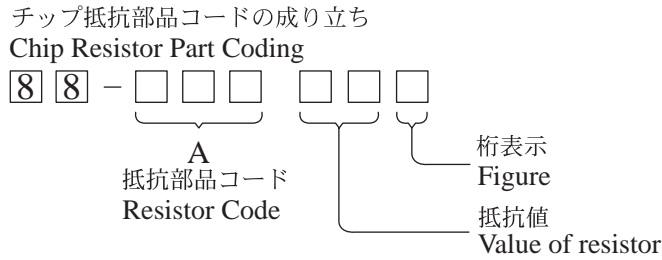 チップ抵抗部品コードの成り立ち
Chip Resistor Part Coding
8 8 – □ □ □ □ □ □
A
抵抗部品コード
Resistor Code
桁表示
Figure
抵抗値
Value of resistor